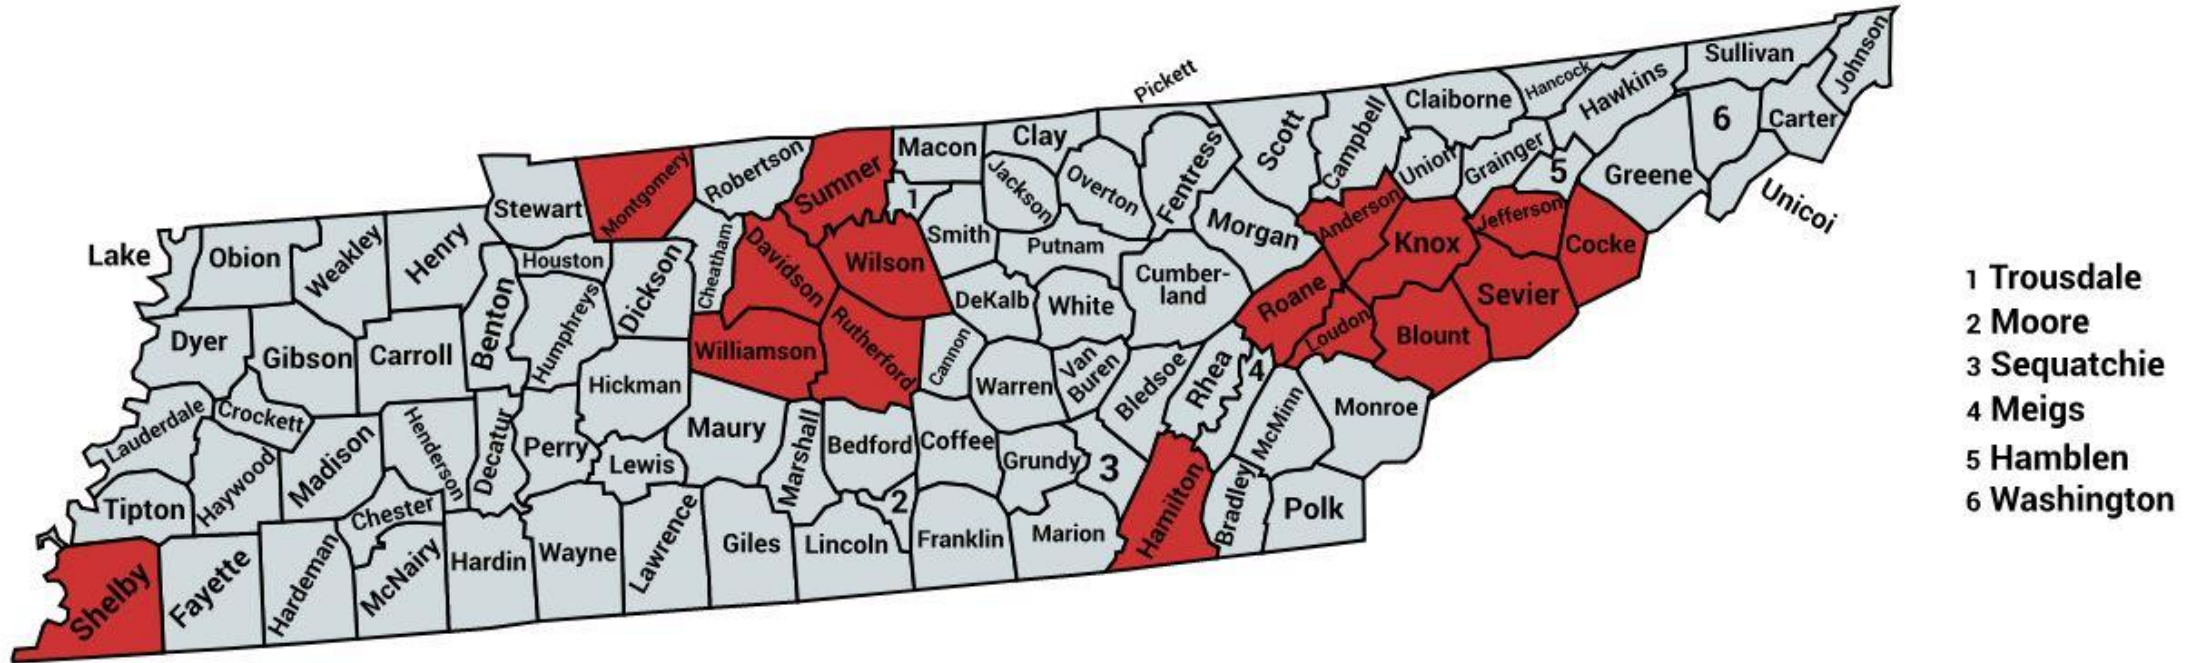 Pickett
Johnson
Sullivan
Hancock
Hawkins
Claiborne
Carter
6
Campbell
Scott
Clay
Macon
Union
Grainger
5
Greene
Unicoi
Fentress
Overton
Jackson
Robertson
Sumner
1
Montgomery
Stewart
Smith
Putnam
Morgan
Anderson
Knox
Jefferson
Cocke
Lake
Obion
Weakley
Henry
Houston
Dickson
Cheatham
Davidson
Wilson
DeKalb
White
Cumber-
land
Roane
Loudon
Blount
Sevier
Dyer
Gibson
Carroll
Benton
Humphreys
Hickman
Williamson
Rutherford
Cannon
Warren
Van
Buren
Bledsoe
Rhea
4
McMinn
Monroe
Lauderdale
Crockett
Madison
Henderson
Decatur
Perry
Lewis
Maury
Marshall
Bedford
Coffee
Grundy
3
Hamilton
Bradley
Polk
Tipton
Haywood
Chester
2
Shelby
Fayette
Hardeman
McNairy
Hardin
Wayne
Lawrence
Giles
Lincoln
Franklin
Marion
1 Trousdale
2 Moore
3 Sequatchie
4 Meigs
5 Hamblen
6 Washington